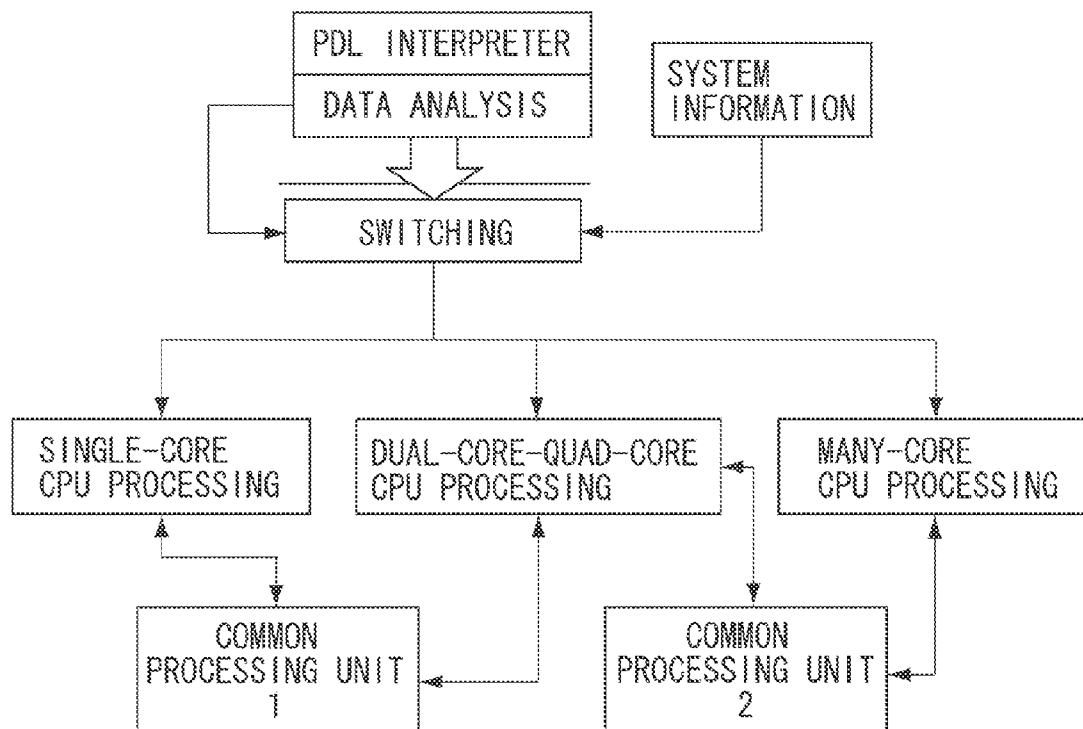 PDL INTERPRETER
DATA ANALYSIS
SYSTEM
INFORMATION
SWITCHING
SINGLE-CORE
CPU PROCESSING
DUAL-CORE-QUAD-CORE
CPU PROCESSING
MANY-CORE
CPU PROCESSING
COMMON
PROCESSING UNIT
1
COMMON
PROCESSING UNIT
2